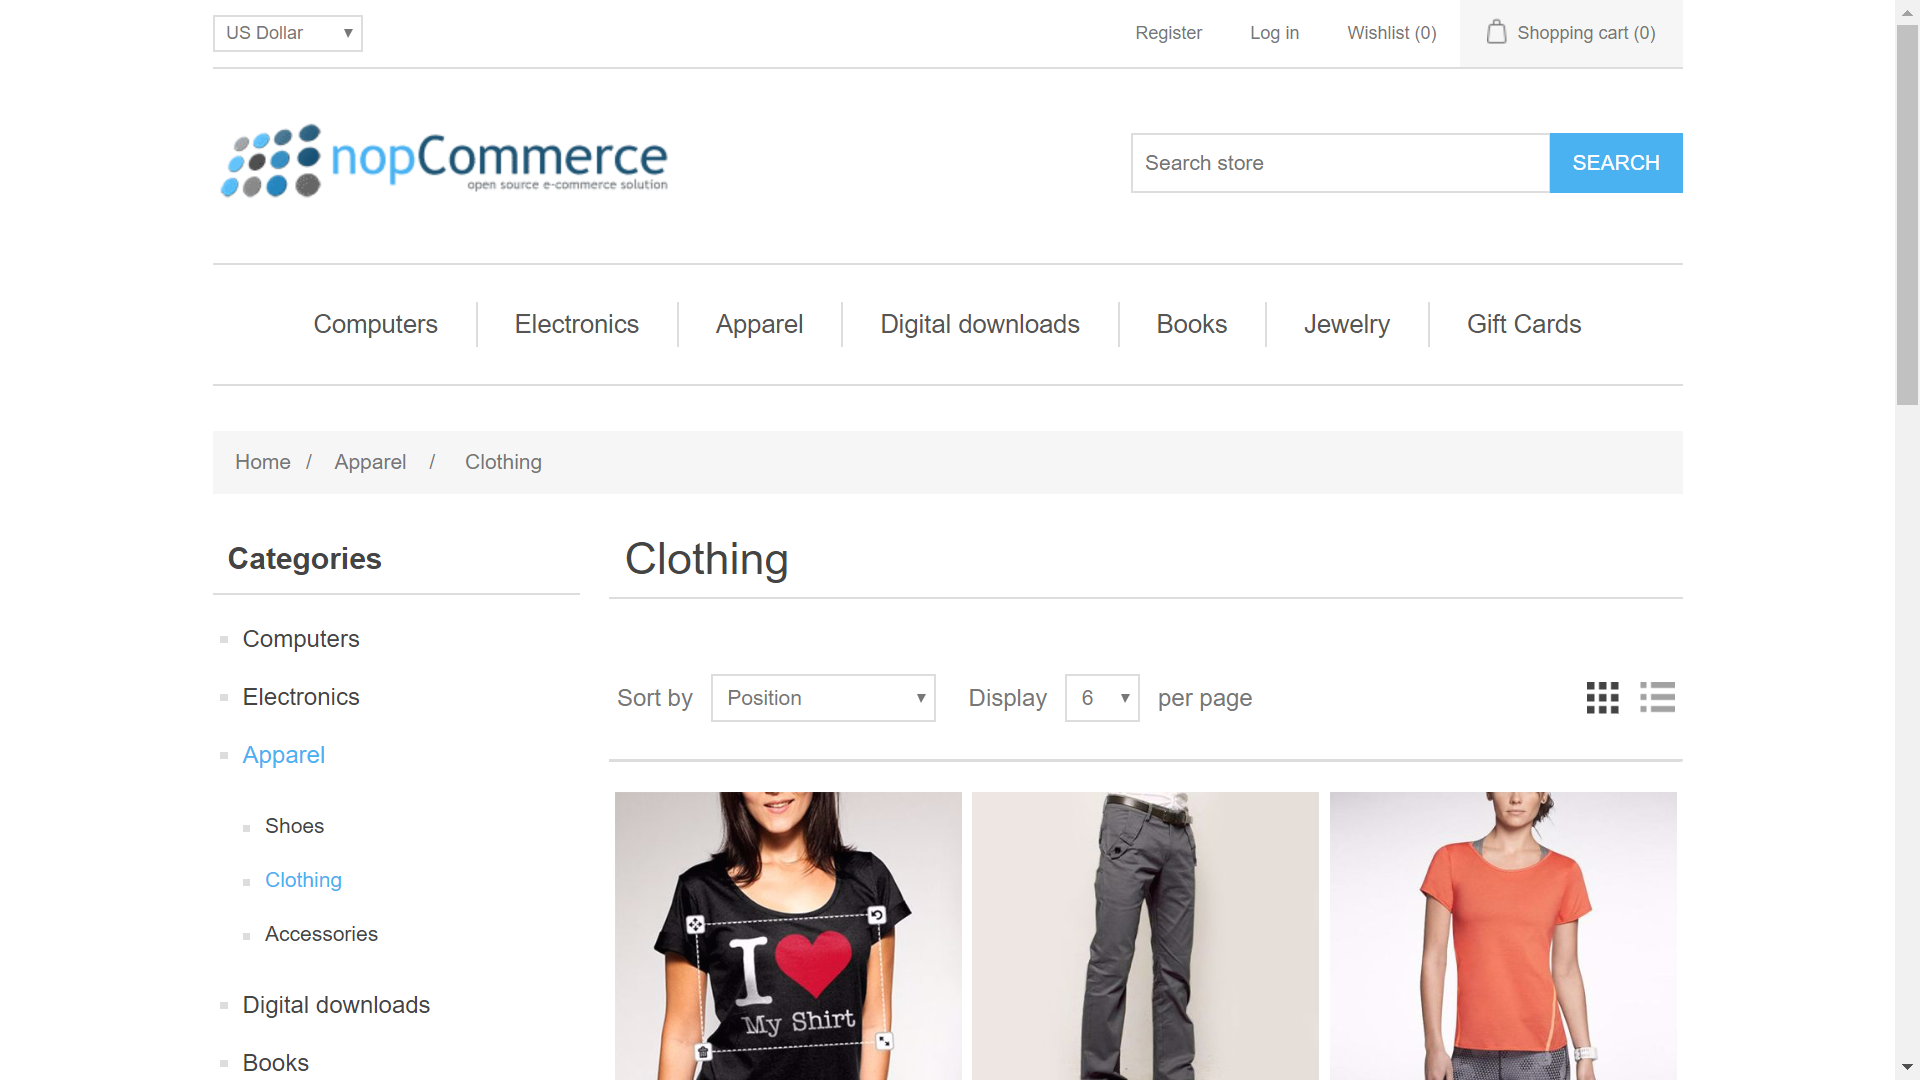 US Dollar
Register
Log in
Wishlist (0)
Shopping cart (0)
nopCommerce
open source e-commerce solution
Search store
SEARCH
Computers
Electronics
Apparel
Digital downloads
Books
Jewelry
Gift Cards
Home / Apparel / Clothing
Categories
Computers
Electronics
Apparel
Shoes
Clothing
Accessories
Digital downloads
Books
Clothing
Sort by Position Display 6 per page
I
My Shirt